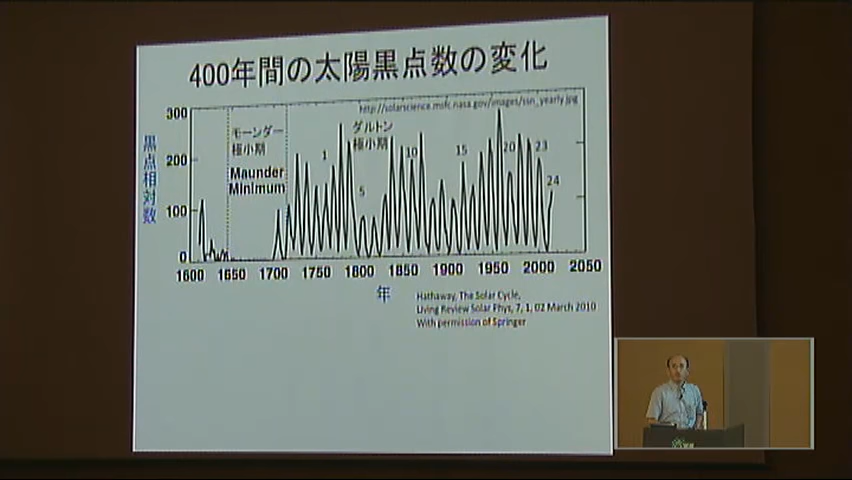 400年間の太陽黒点数の変化
http://solarscience.msfc.nasa.gov/images/ssn_yearly.jpg
300
200
100
0
黒点相対数
モーンダー
極小期
Maunder
Minimum
ダルトン
極小期
1
5
10
15
20
23
24
1600 1650 1700 1750 1800 1850 1900 1950 2000 2050
年
Hathaway, The Solar Cycle,
Living Review Solar Phys, 7, 1, 02 March 2010
With permission of Springer